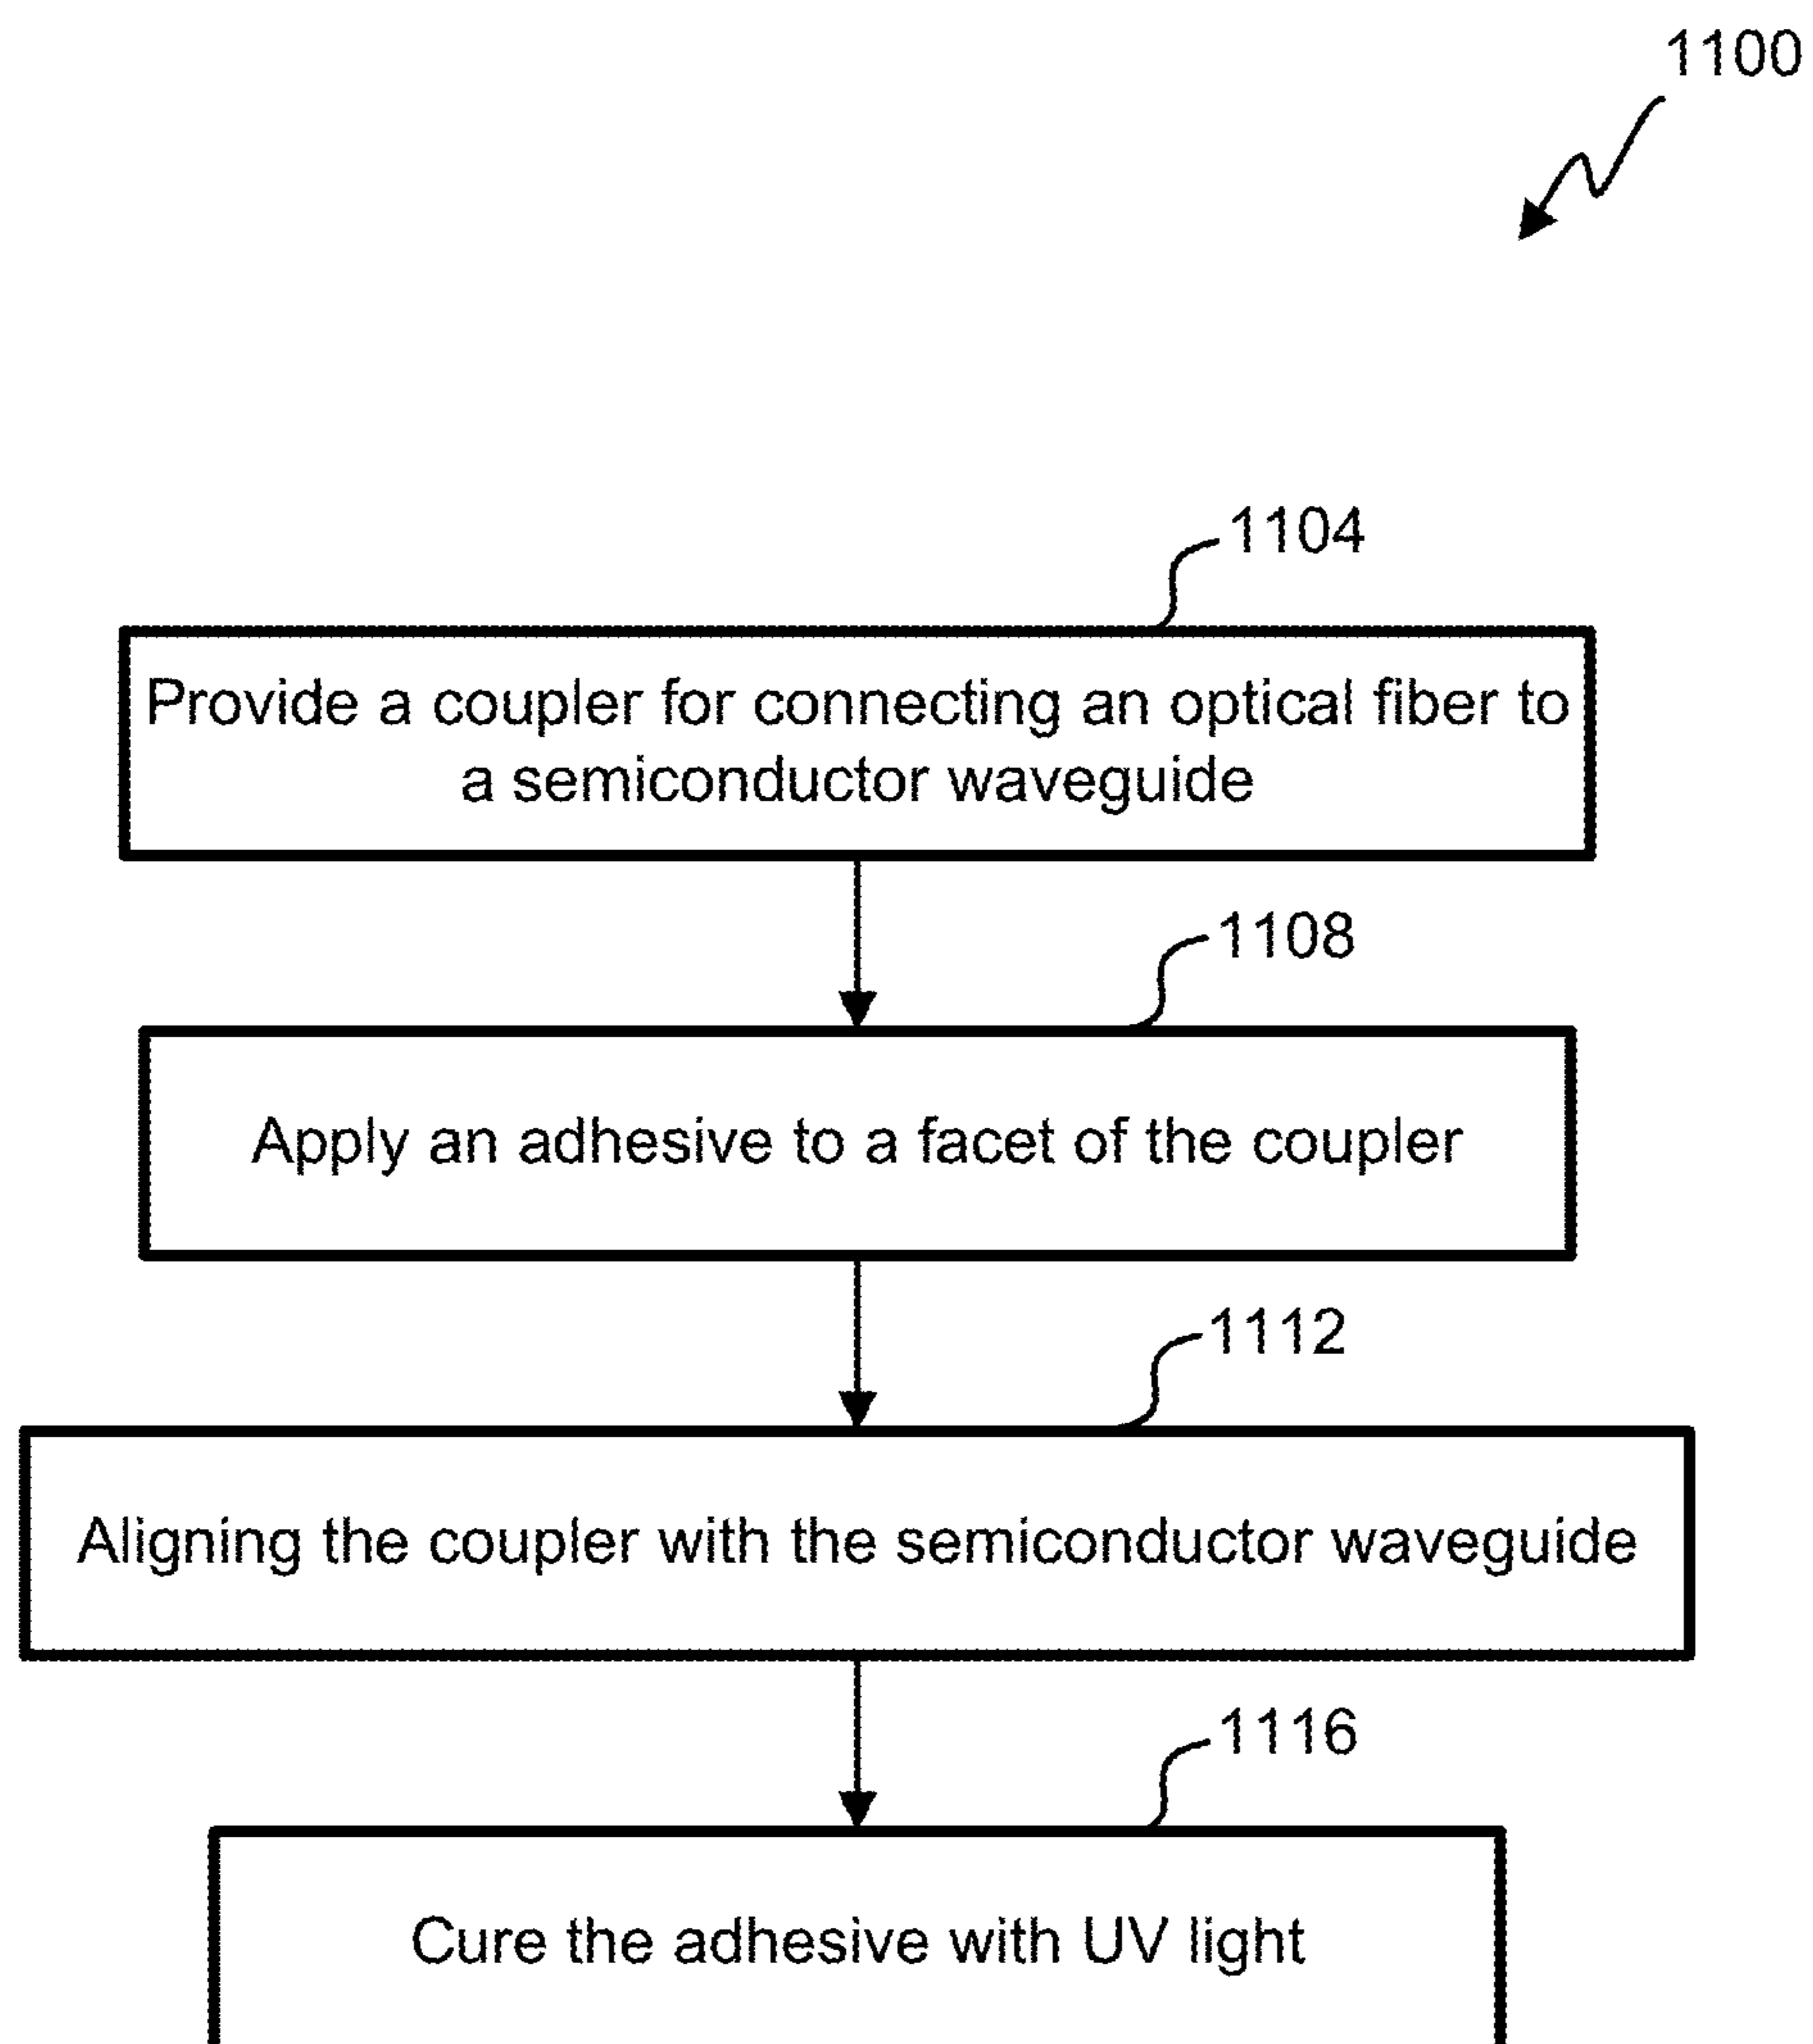 1100
1104
Provide a coupler for connecting an optical fiber to
a semiconductor waveguide
1108
Apply an adhesive to a facet of the coupler
1112
Aligning the coupler with the semiconductor waveguide
1116
Cure the adhesive with UV light